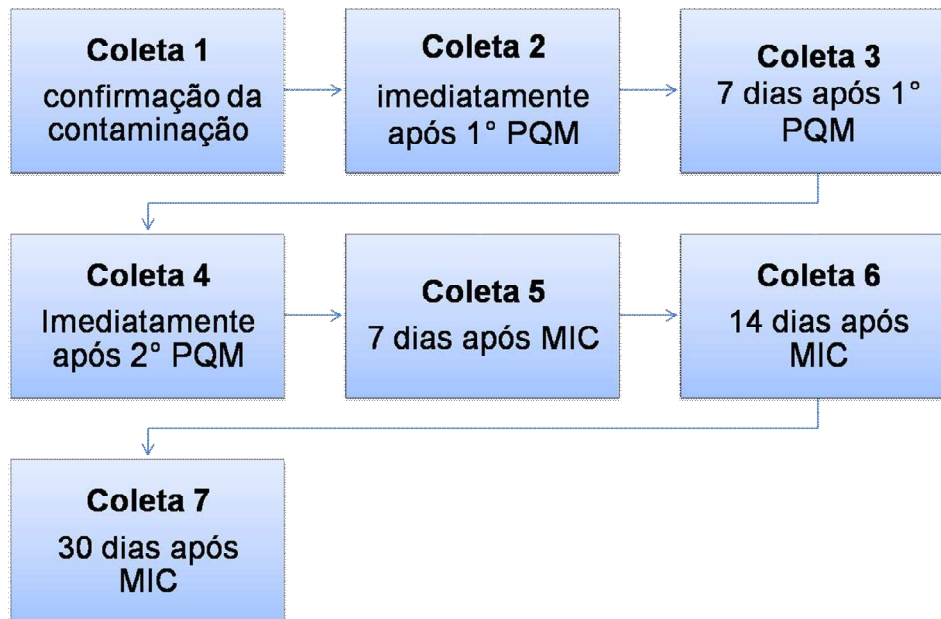 Coleta 1
confirmação da
contaminação
Coleta 2
imediatamente
após 1° PQM
Coleta 3
7 dias após 1°
PQM
Coleta 4
Imediatamente
após 2° PQM
Coleta 5
7 dias após MIC
Coleta 6
14 dias após
MIC
Coleta 7
30 dias após
MIC